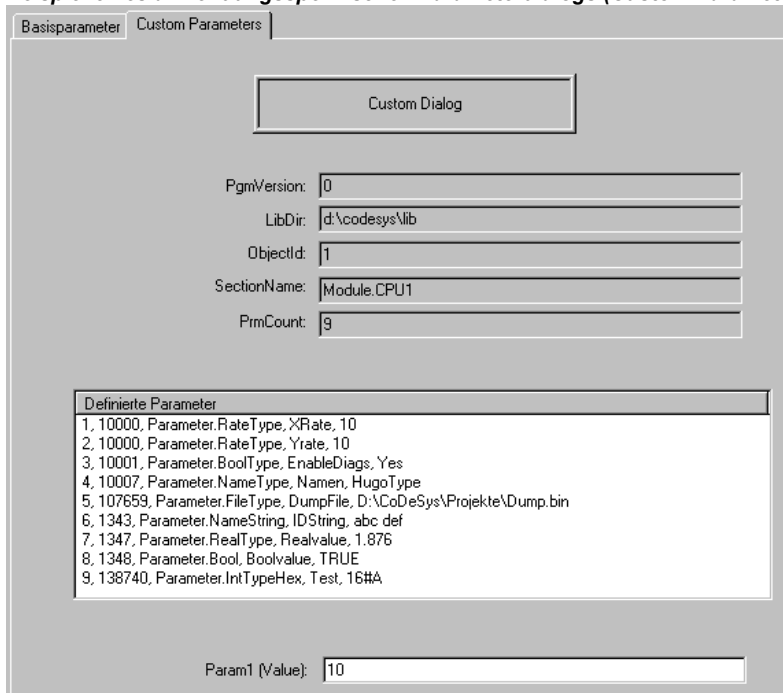 Basisparameter Custom Parameters
Custom Dialog
PgmVersion: 0
LibDir: d:\codesys\lib
ObjectId: 1
SectionName: Module.CPU1
PrmCount: 9
Definierte Parameter
1, 10000, Parameter.RateType, XRate, 10
2, 10000, Parameter.RateType, Yrate, 10
3, 10001, Parameter.BoolType, EnableDiags, Yes
4, 10007, Parameter.NameType, Namen, HugoType
5, 107659, Parameter.FileType, DumpFile, D:\CoDeSys\Projekte\Dump.bin
6, 1343, Parameter.NameString, IDString, abc def
7, 1347, Parameter.RealType, Realvalue, 1.876
8, 1348, Parameter.Bool, Boolvalue, TRUE
9, 138740, Parameter.IntTypeHex, Test, 16#A
Param1 (Value): 10